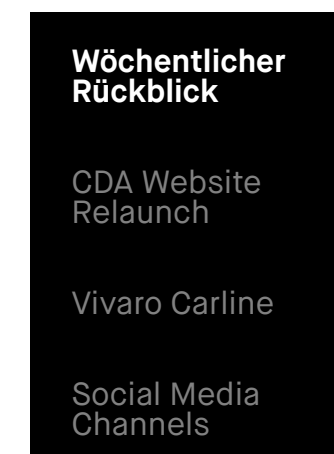 Wöchentlicher
Rückblick
CDA Website
Relaunch
Vivaro Carline
Social Media
Channels